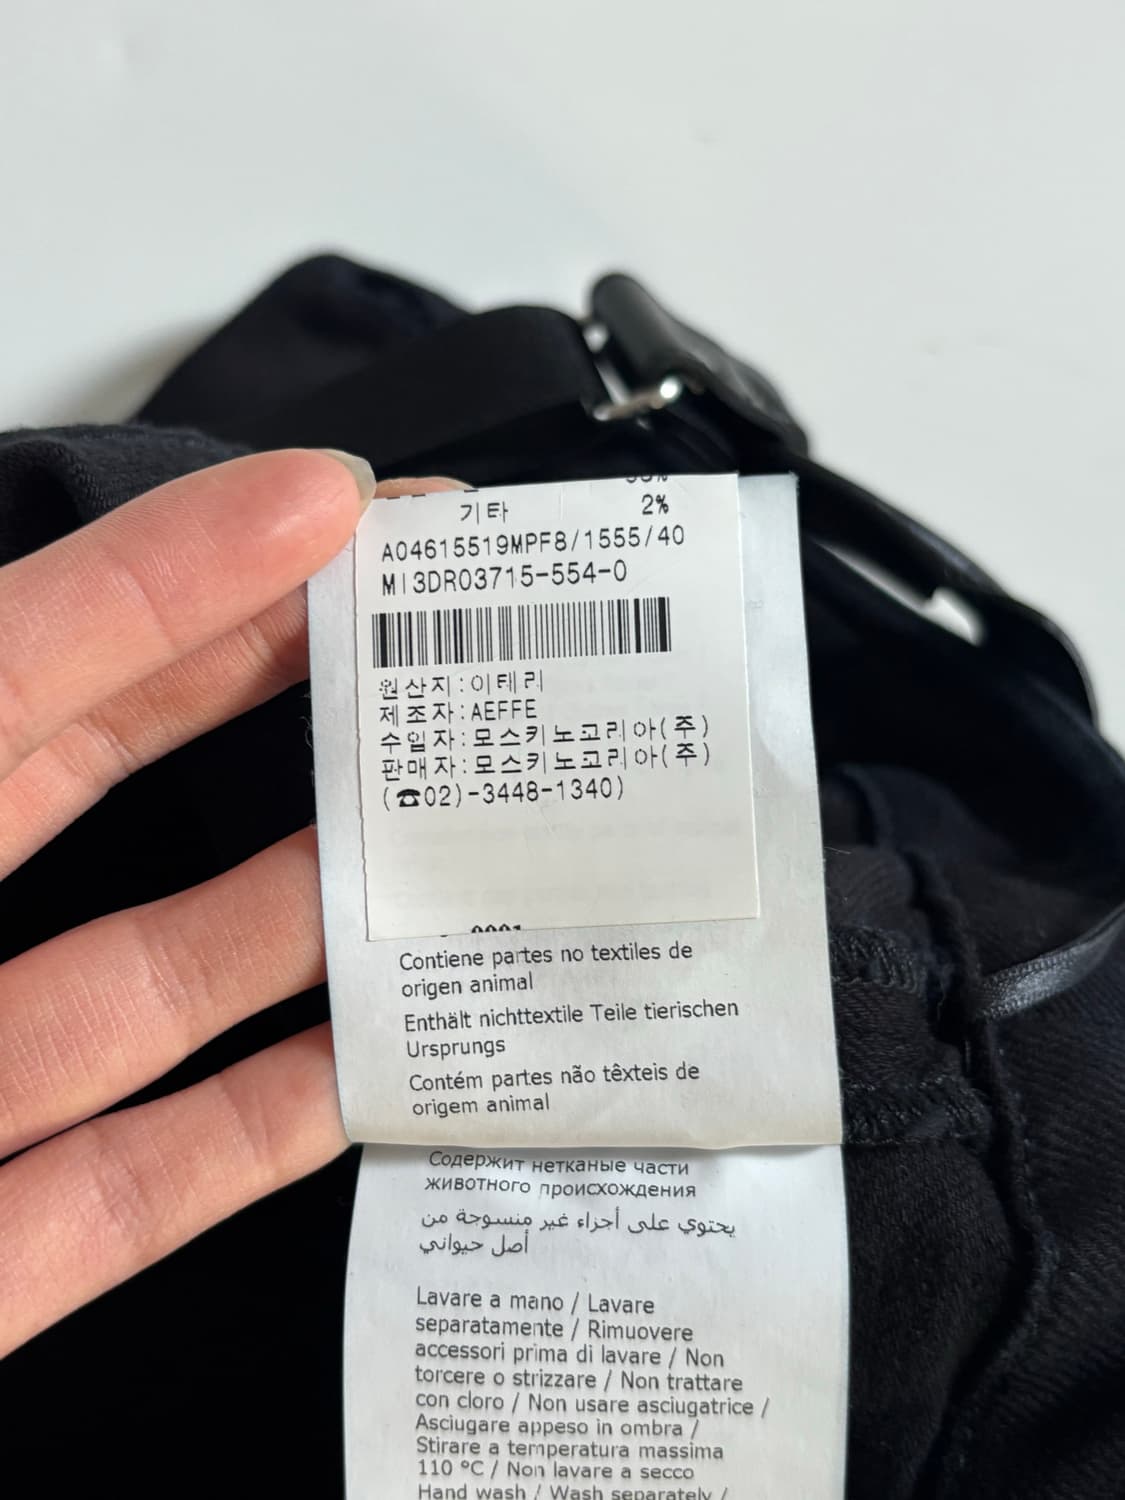 기타 2%
A04615519MPF8/1555/40
MI3DR03715-554-0
원산지:이태리
제조자:AEFFE
수입자:모스키노코리아(주)
판매자:모스키노코리아(주)
(☎02)-3448-1340)
Contiene partes no textiles de
origen animal
Enthält nichttextile Teile tierischen
Ursprungs
Contém partes não têxteis de
origem animal
Содержит нетканые части
животного происхождения
يحتوي على أجزاء غير منسوجة من
أصل حيواني
Lavare a mano / Lavare
separatamente / Rimuovere
accessori prima di lavare / Non
torcere o strizzare / Non trattare
con cloro / Non usare asciugatrice /
Asciugare appeso in ombra /
Stirare a temperatura massima
110 °C / Non lavare a secco
Hand wash / Wash separately /